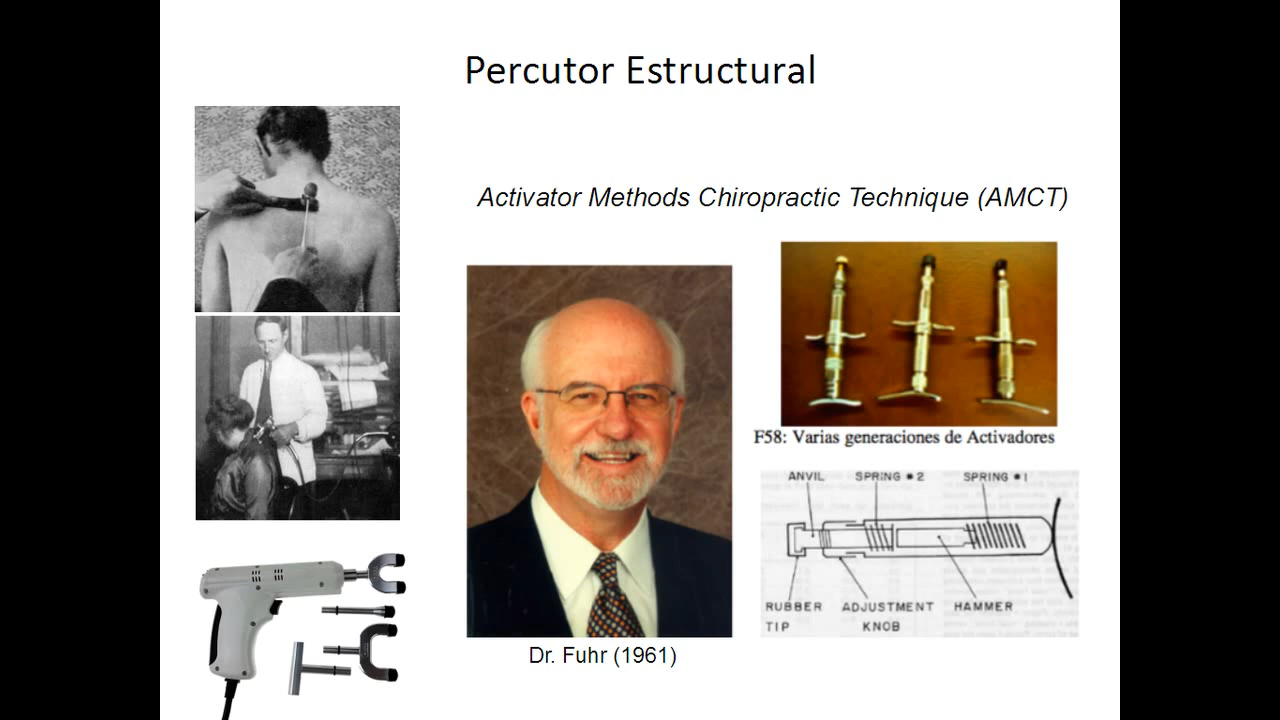 Percutor Estructural
Activator Methods Chiropractic Technique (AMCT)
F58: Varias generaciones de Activadores
ANVIL SPRING #2 SPRING #1
RUBBER TIP
ADJUSTMENT KNOB
HAMMER
Dr. Fuhr (1961)